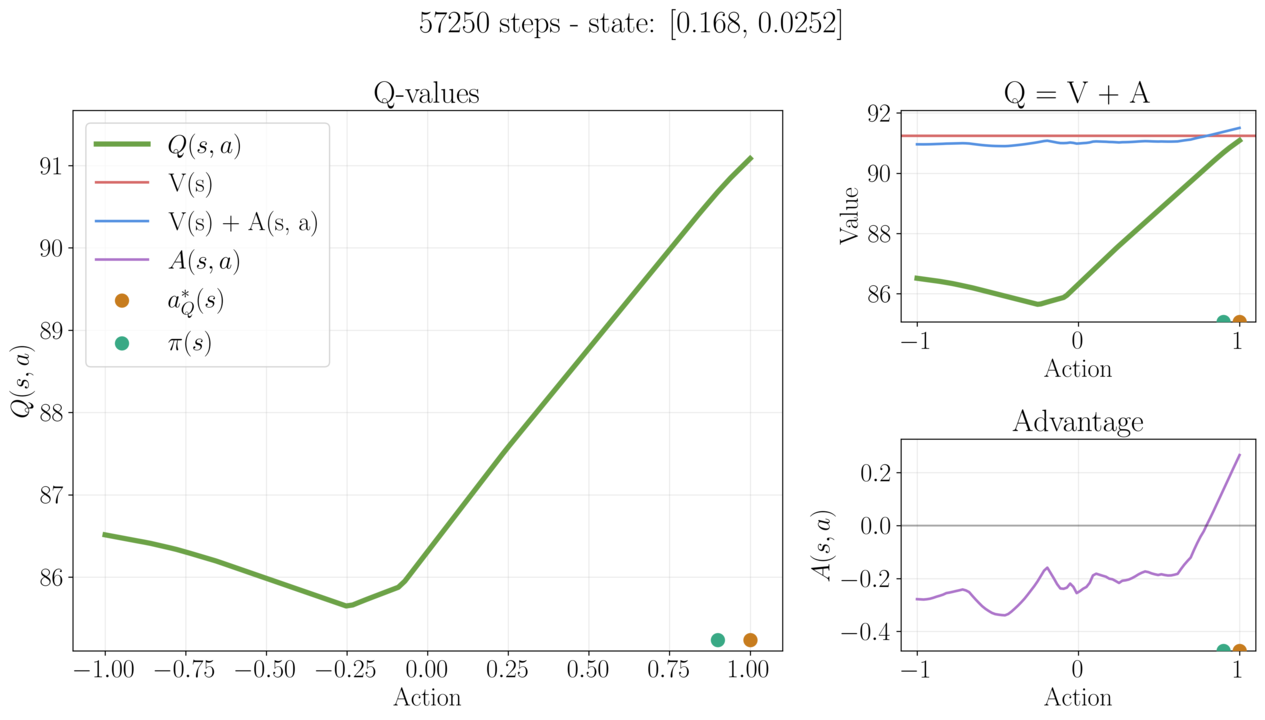 57250 steps - state: [0.168, 0.0252]
Q-values
Q(s, a)
V(s)
V(s) + A(s, a)
A(s, a)
a*Q(s)
π(s)
91
90
89
88
87
86
Q(s, a)
−1.00 −0.75 −0.50 −0.25 0.00 0.25 0.50 0.75 1.00
Action
Q = V + A
92
90
88
86
Value
−1 0 1
Action
Advantage
0.2
0.0
−0.2
−0.4
A(s, a)
−1 0 1
Action